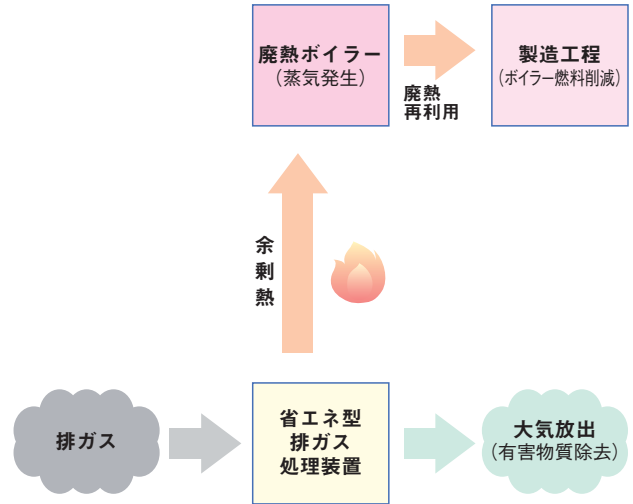 廃熱ボイラー
（蒸気発生）
廃熱
再利用
製造工程
（ボイラー燃料削減）
余
剰
熱
排ガス
省エネ型
排ガス
処理装置
大気放出
（有害物質除去）